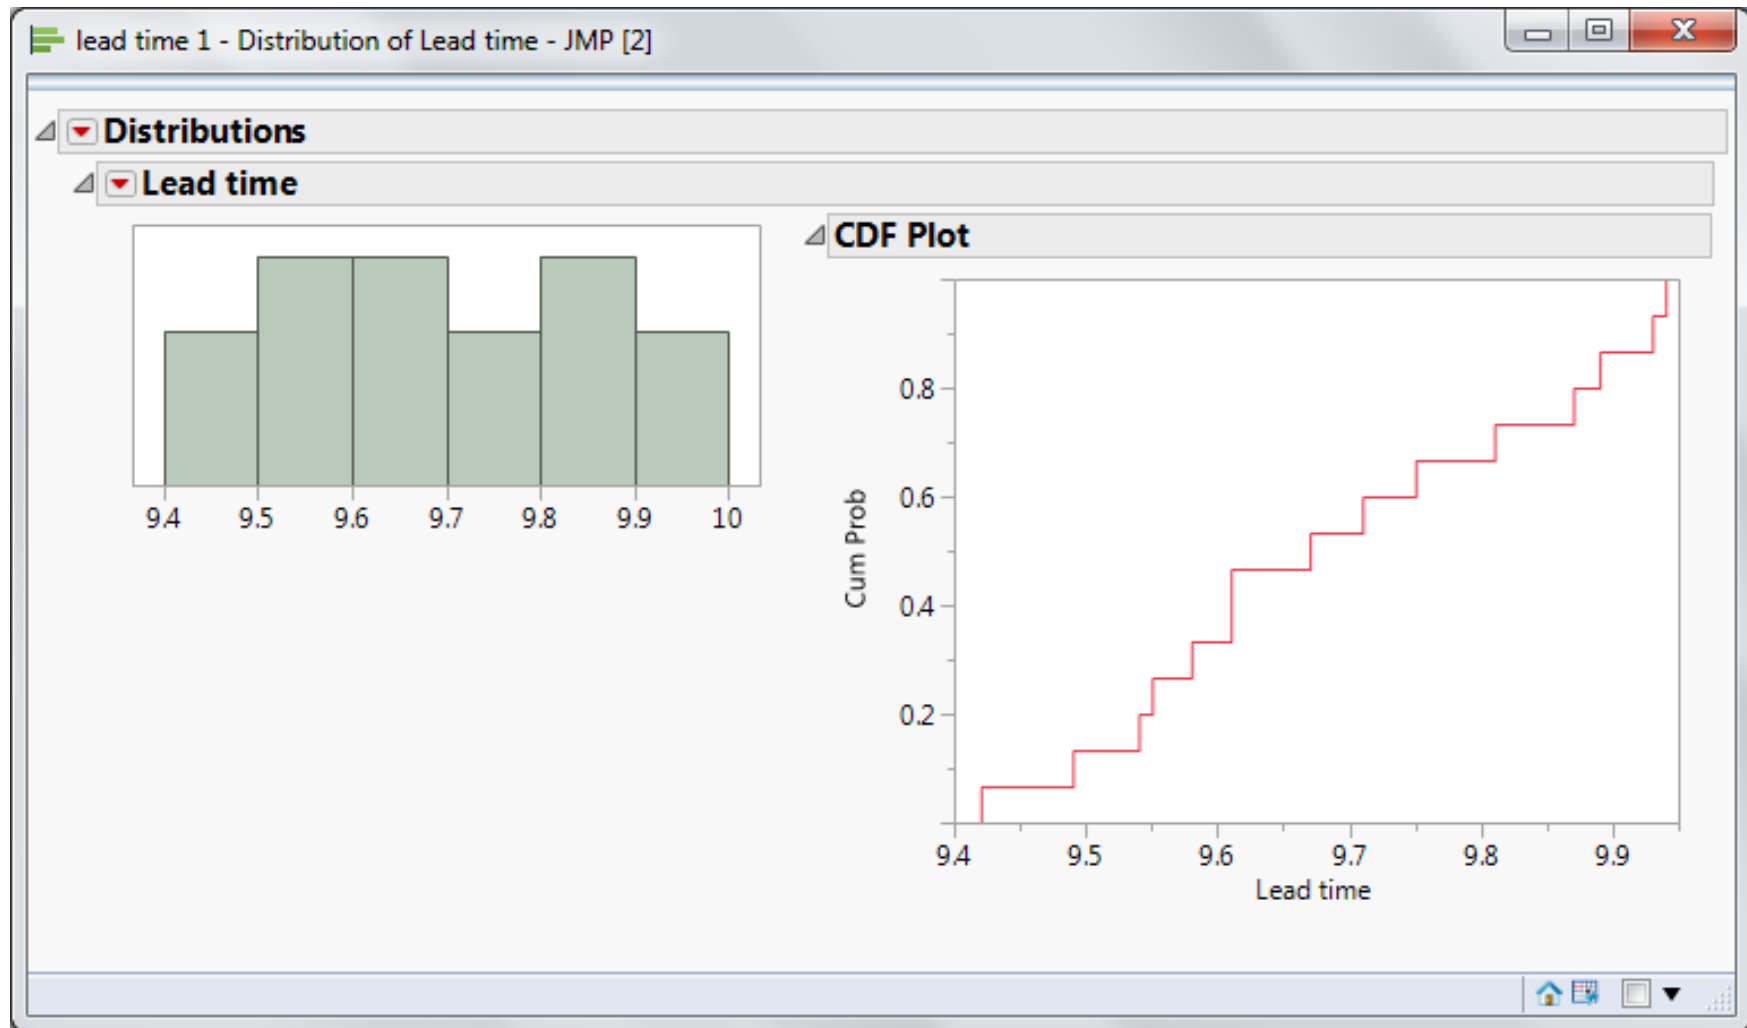 lead time 1 - Distribution of Lead time - JMP [2]
Distributions
Lead time
9.4 9.5 9.6 9.7 9.8 9.9 10
CDF Plot
0.8
0.6
0.4
0.2
Cum Prob
9.4 9.5 9.6 9.7 9.8 9.9
Lead time